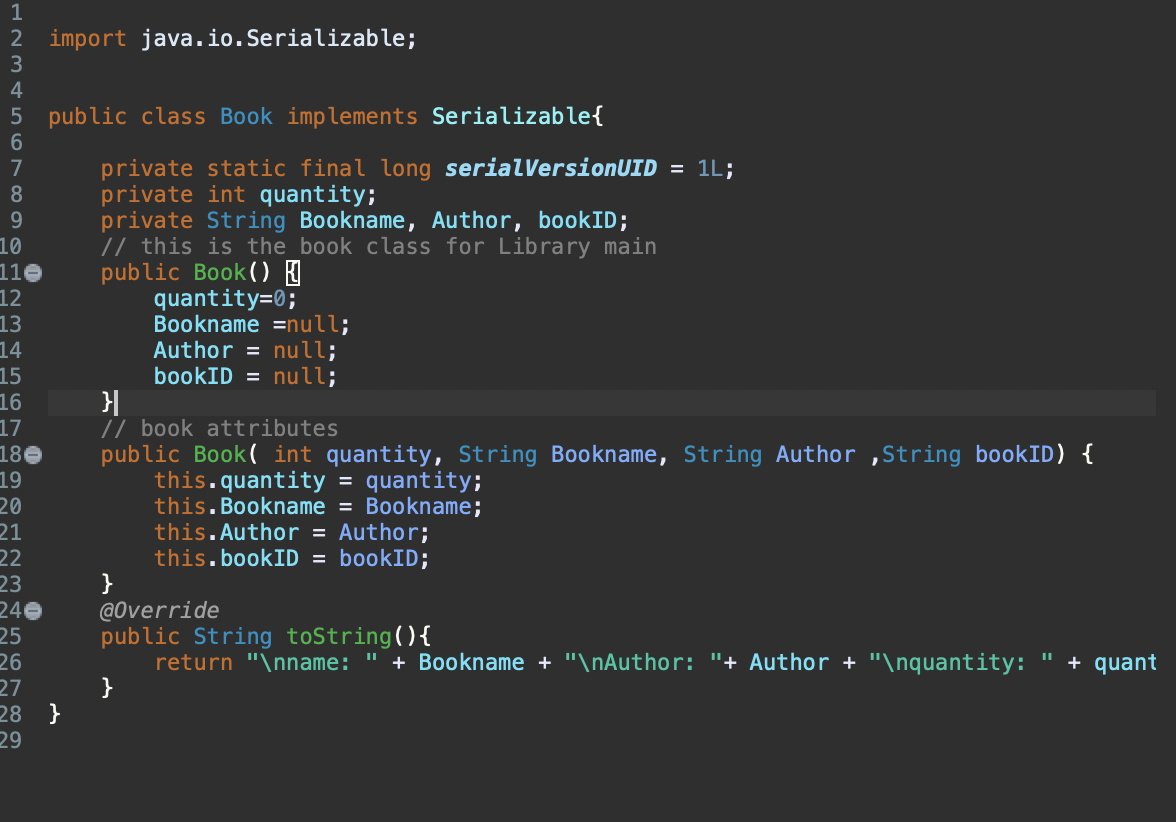 1
2 import java.io.Serializable;
3
4
5 public class Book implements Serializable{
6
7     private static final long serialVersionUID = 1L;
8     private int quantity;
9     private String Bookname, Author, bookID;
10     // this is the book class for Library main
11     public Book() {
12         quantity=0;
13         Bookname =null;
14         Author = null;
15         bookID = null;
16     }
17     // book attributes
18     public Book( int quantity, String Bookname, String Author ,String bookID) {
19         this.quantity = quantity;
20         this.Bookname = Bookname;
21         this.Author = Author;
22         this.bookID = bookID;
23     }
24     @Override
25     public String toString(){
26         return "\nname: " + Bookname + "\nAuthor: "+ Author + "\nquantity: " + quant
27     }
28 }
29